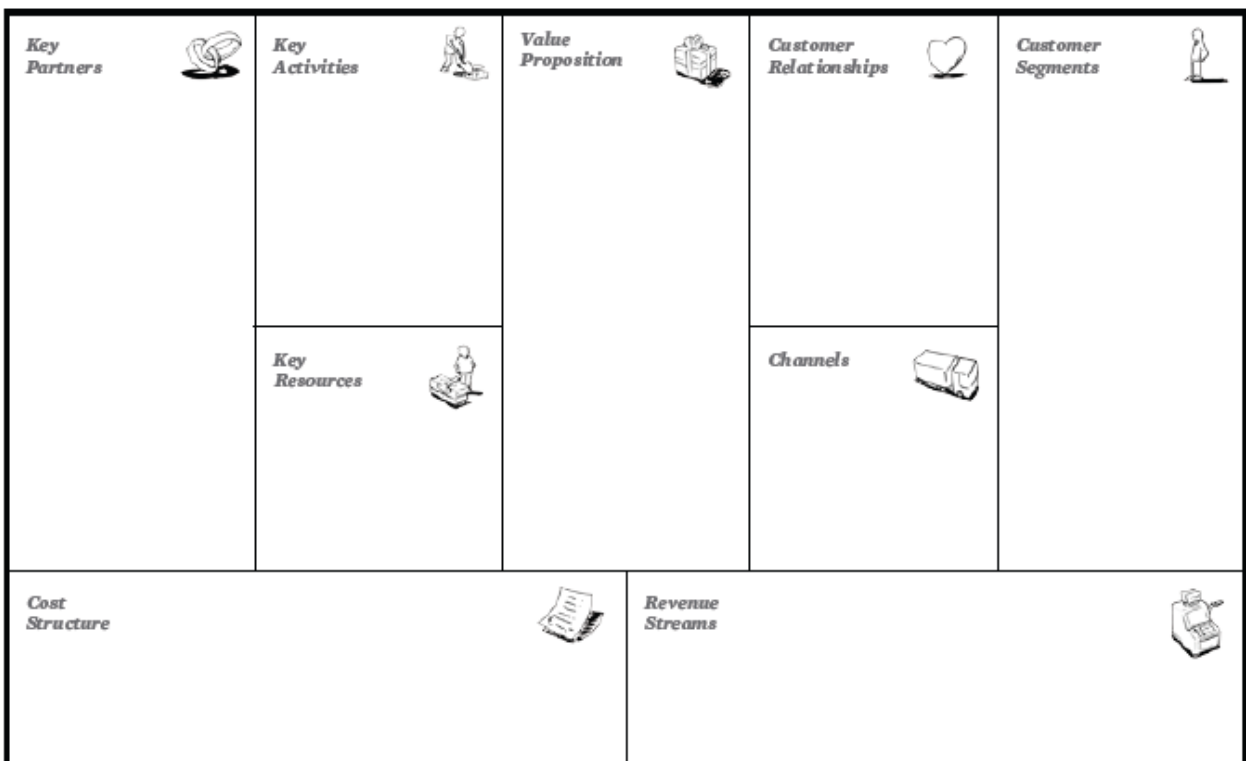 Key
Partners
Key
Activities
Value
Proposition
Customer
Relationships
Customer
Segments
Key
Resources
Channels
Cost
Structure
Revenue
Streams